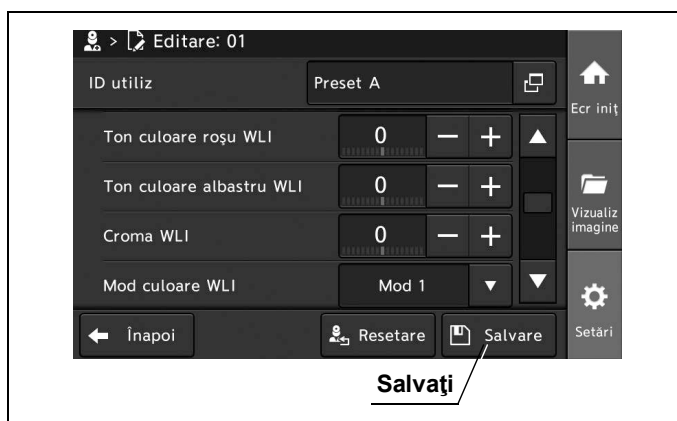 > Editare: 01
ID utiliz Preset A
Ecr iniţ
Ton culoare roşu WLI 0 − +
Ton culoare albastru WLI 0 − +
Vizualiz
imagine
Croma WLI 0 − +
Mod culoare WLI Mod 1
Înapoi Resetare Salvare
Setări
Salvaţi